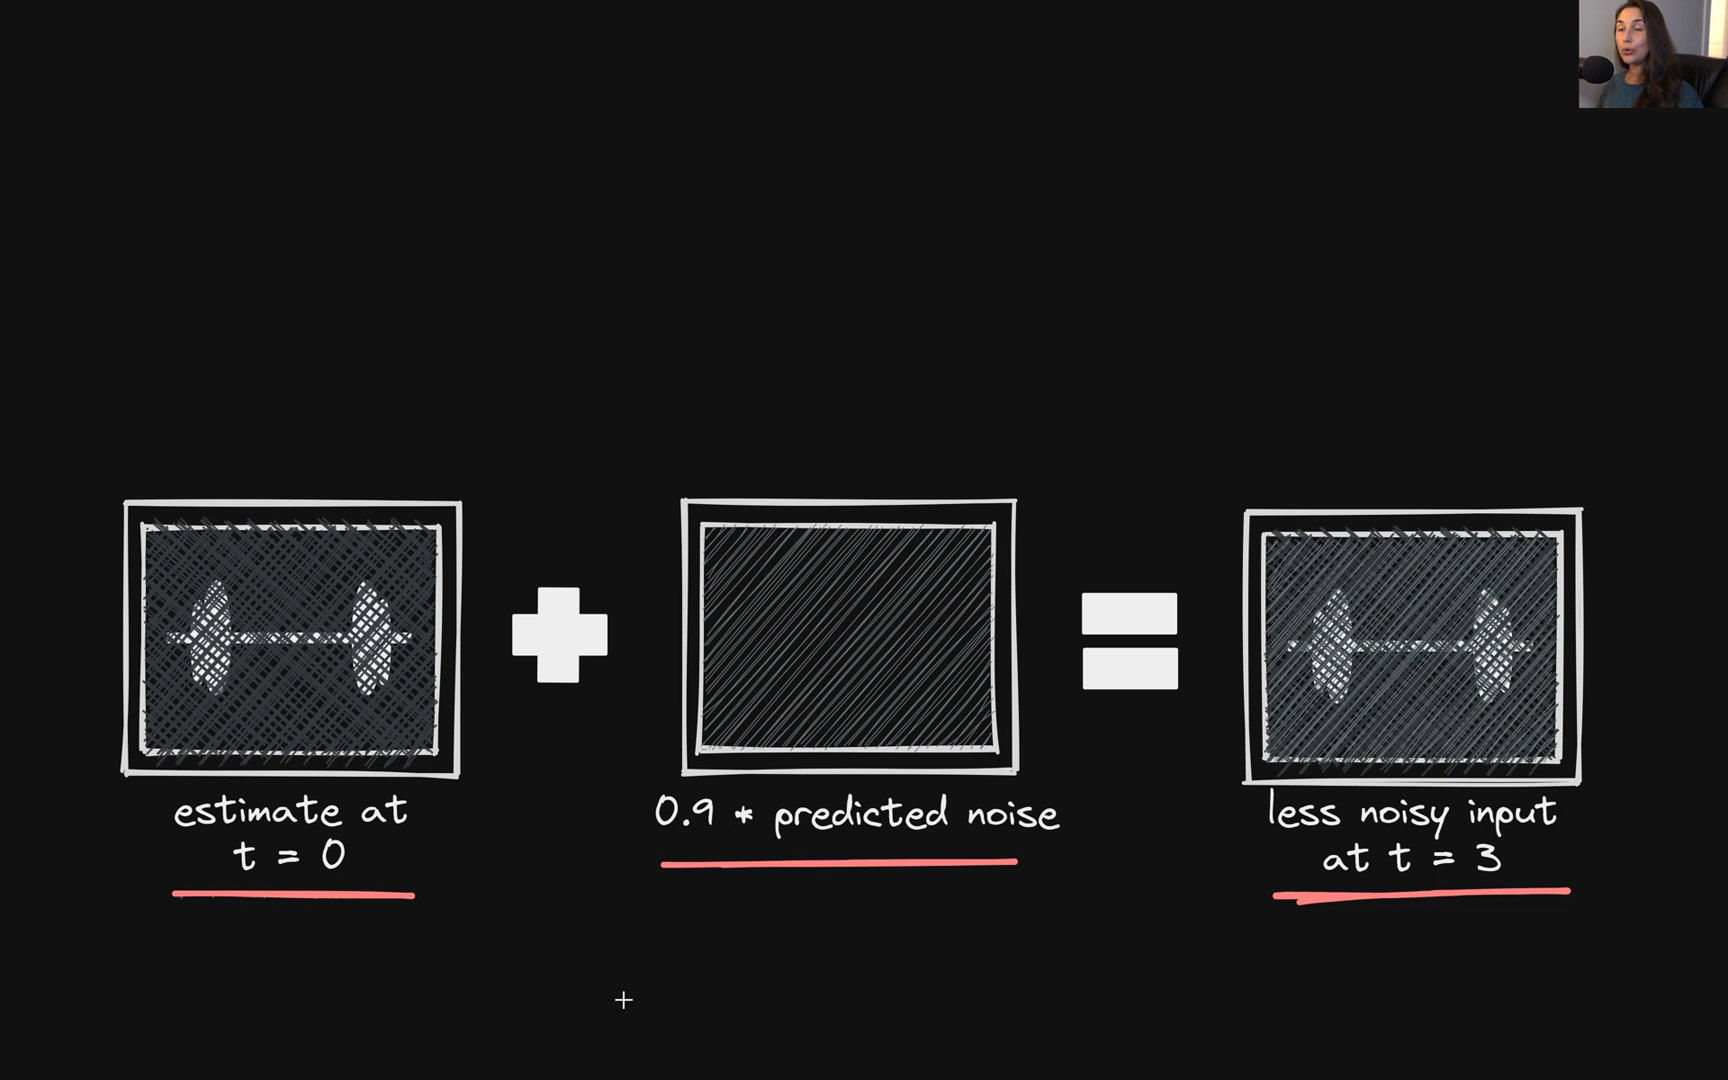 estimate at
t = 0
0.9 * predicted noise
less noisy input
at t = 3